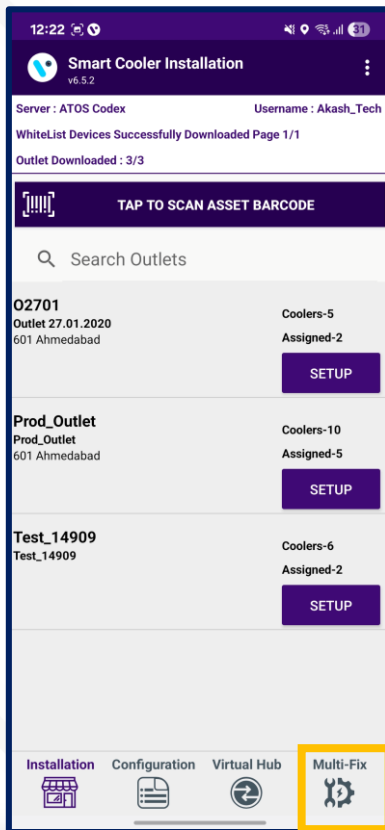 12:22 31
Smart Cooler Installation
v6.5.2
Server : ATOS Codex Username : Akash_Tech
WhiteList Devices Successfully Downloaded Page 1/1
Outlet Downloaded : 3/3
TAP TO SCAN ASSET BARCODE
Search Outlets
O2701 Coolers-5
Outlet 27.01.2020
601 Ahmedabad Assigned-2
SETUP
Prod_Outlet Coolers-10
Prod_Outlet
601 Ahmedabad Assigned-5
SETUP
Test_14909 Coolers-6
Test_14909
Assigned-2
SETUP
Installation Configuration Virtual Hub Multi-Fix